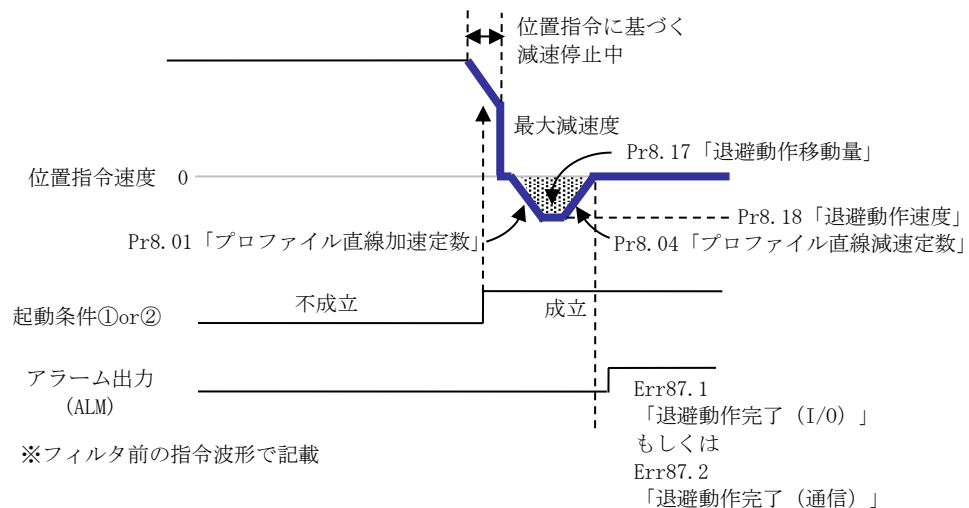 位置指令に基づく
減速停止中
最大減速度
Pr8.17「退避動作移動量」
位置指令速度 0
Pr8.18「退避動作速度」
Pr8.01「プロファイル直線加速定数」
Pr8.04「プロファイル直線減速定数」
不成立
成立
起動条件①or②
アラーム出力
(ALM)
Err87.1
「退避動作完了（I/O）」
もしくは
Err87.2
「退避動作完了（通信）」
※フィルタ前の指令波形で記載